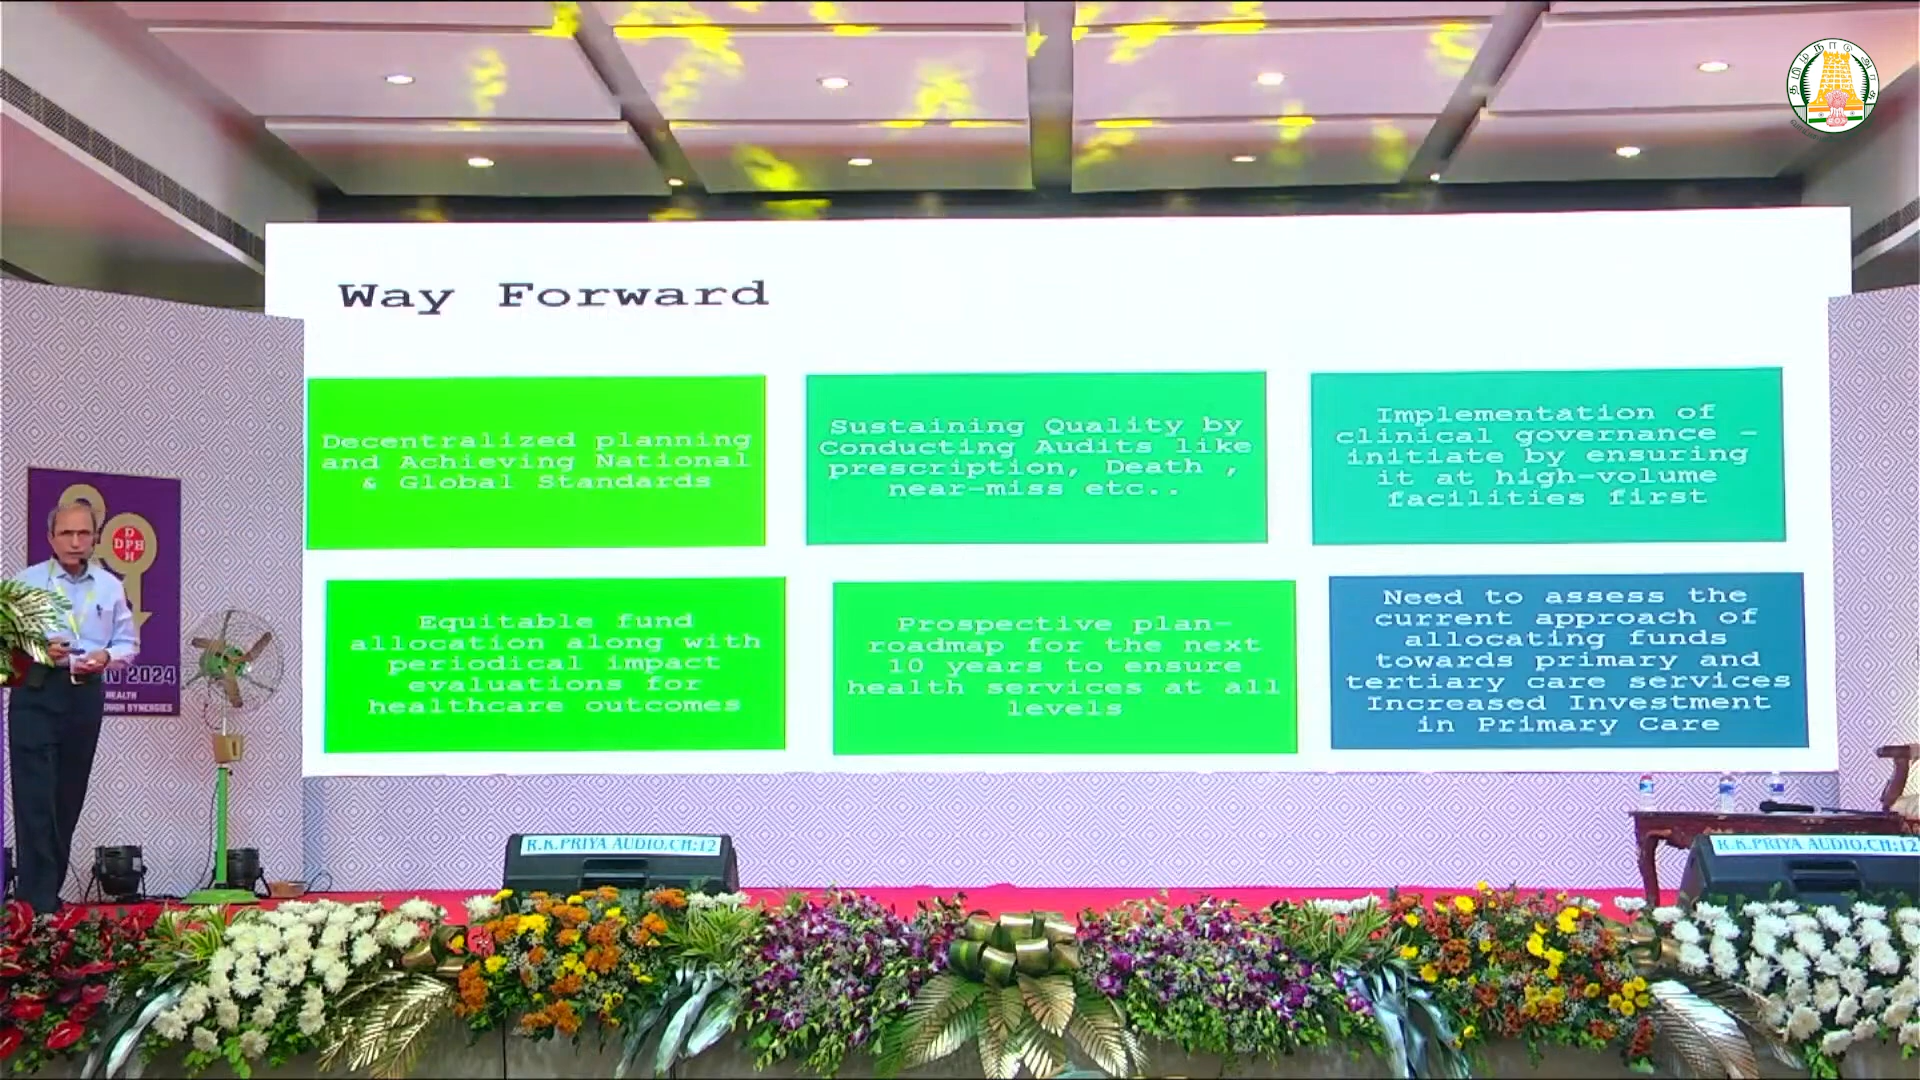 தமிழ்நாடு அரசு
Way Forward
Decentralized planning
and Achieving National
& Global Standards
Sustaining Quality by
Conducting Audits like
prescription, Death ,
near-miss etc..
Implementation of
clinical governance -
initiate by ensuring
it at high-volume
facilities first
Equitable fund
allocation along with
periodical impact
evaluations for
healthcare outcomes
Prospective plan-
roadmap for the next
10 years to ensure
health services at all
levels
Need to assess the
current approach of
allocating funds
towards primary and
tertiary care services
Increased Investment
in Primary Care
D
DPH
H
2024
HEALTH
SYNERGIES
R.K.PRIYA AUDIO.CH:12
R.K.PRIYA AUDIO.CH:12